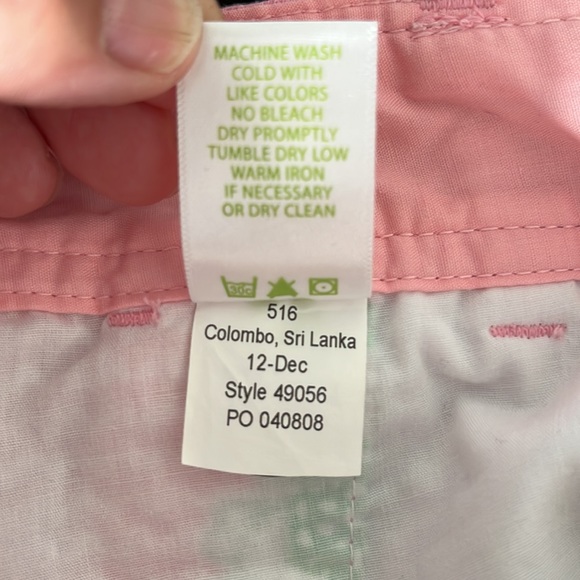 MACHINE WASH
COLD WITH
LIKE COLORS
NO BLEACH
DRY PROMPTLY
TUMBLE DRY LOW
WARM IRON
IF NECESSARY
OR DRY CLEAN
30C
516
Colombo, Sri Lanka
12-Dec
Style 49056
PO 040808